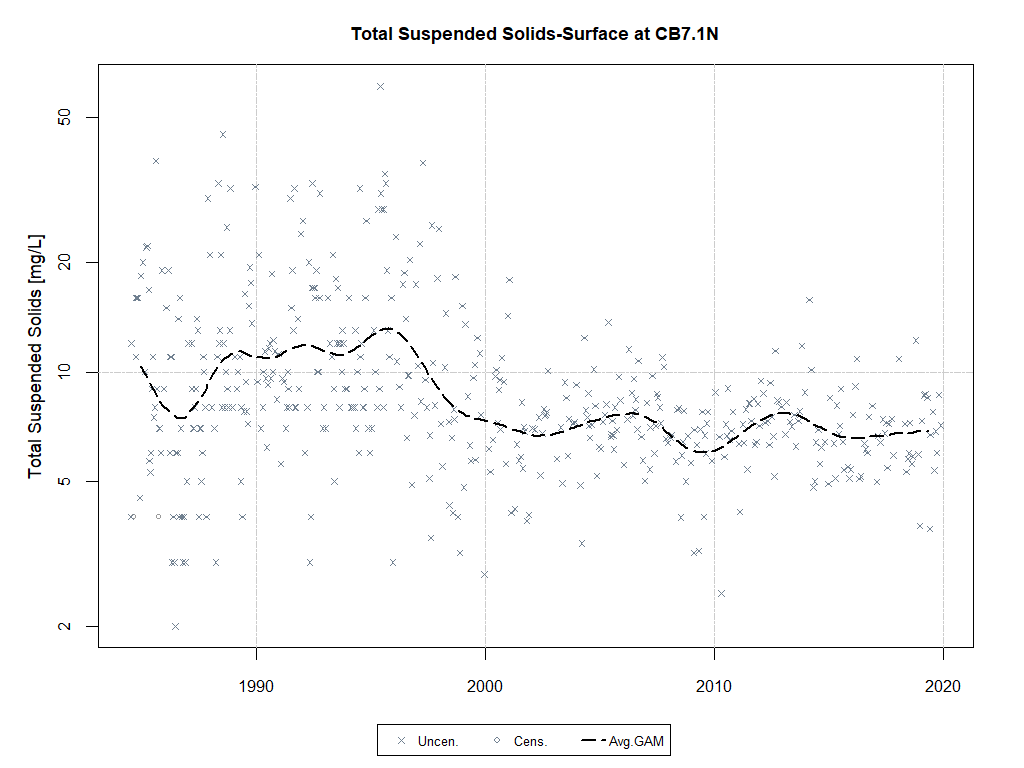 Total Suspended Solids-Surface at CB7.1N
Total Suspended Solids [mg/L]
50
20
10
5
2
1990 2000 2010 2020
Uncen. Cens. Avg.GAM